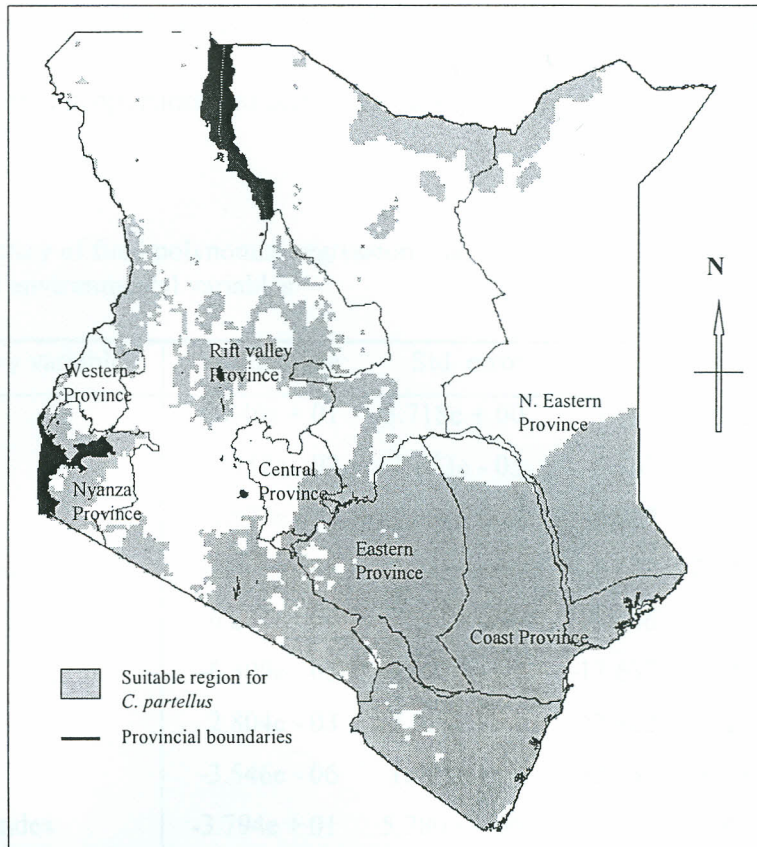 N
Western
Province
Rift valley
Province
N. Eastern
Province
Nyanza
Province
Central
Province
Eastern
Province
Coast Province
Suitable region for
C. partellus
Provincial boundaries